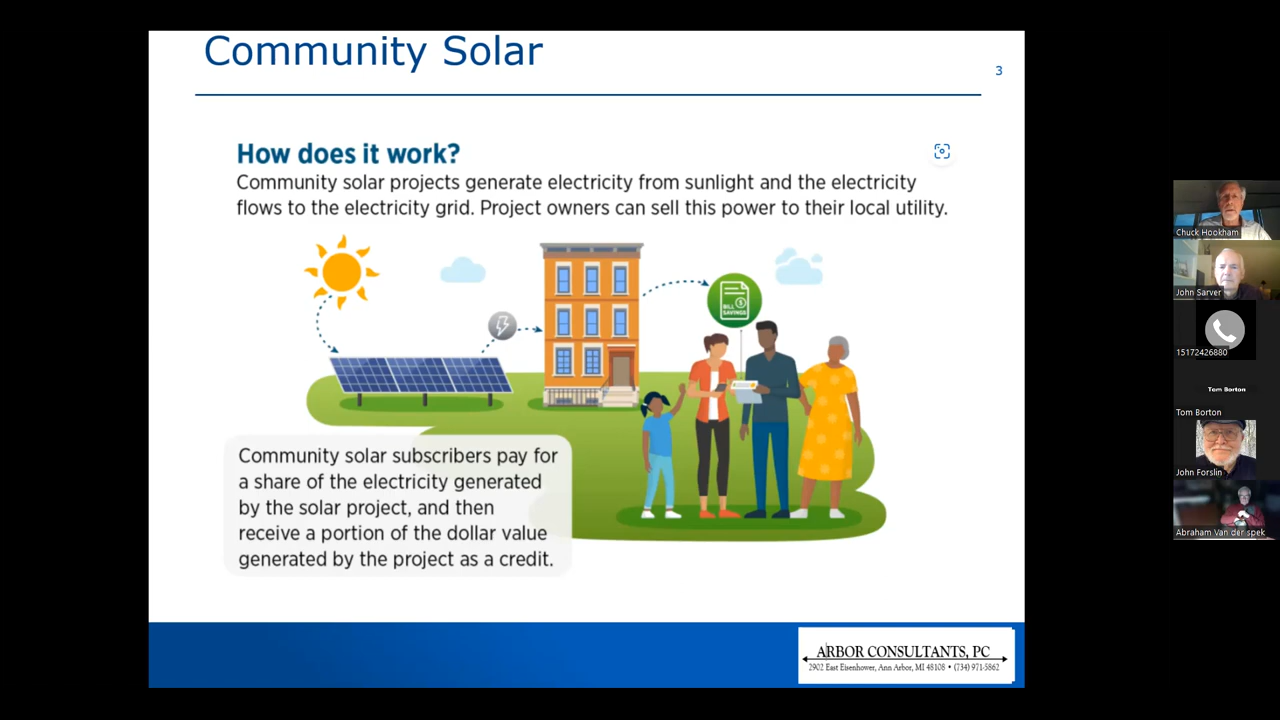 Community Solar
3
How does it work?
Community solar projects generate electricity from sunlight and the electricity
flows to the electricity grid. Project owners can sell this power to their local utility.
BILL
SAVINGS
Community solar subscribers pay for
a share of the electricity generated
by the solar project, and then
receive a portion of the dollar value
generated by the project as a credit.
ARBOR CONSULTANTS, PC
2902 East Eisenhower, Ann Arbor, MI 48108 • (734) 971-5862
Chuck Hookham
John Sarver
15172426880
Tom Borton
Tom Borton
John Forslin
Abraham Van der spek